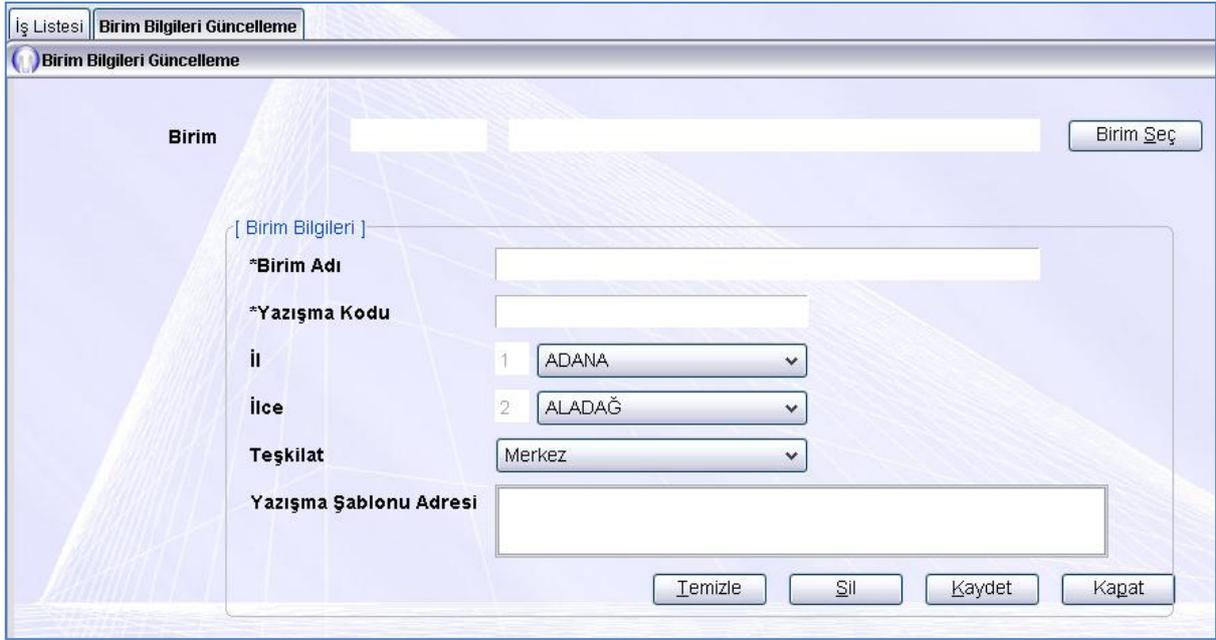 İş Listesi Birim Bilgileri Güncelleme
Birim Bilgileri Güncelleme
Birim Birim Seç
[ Birim Bilgileri ]
*Birim Adı
*Yazışma Kodu
İl 1 ADANA
İlce 2 ALADAĞ
Teşkilat Merkez
Yazışma Şablonu Adresi
Temizle Sil Kaydet Kapat